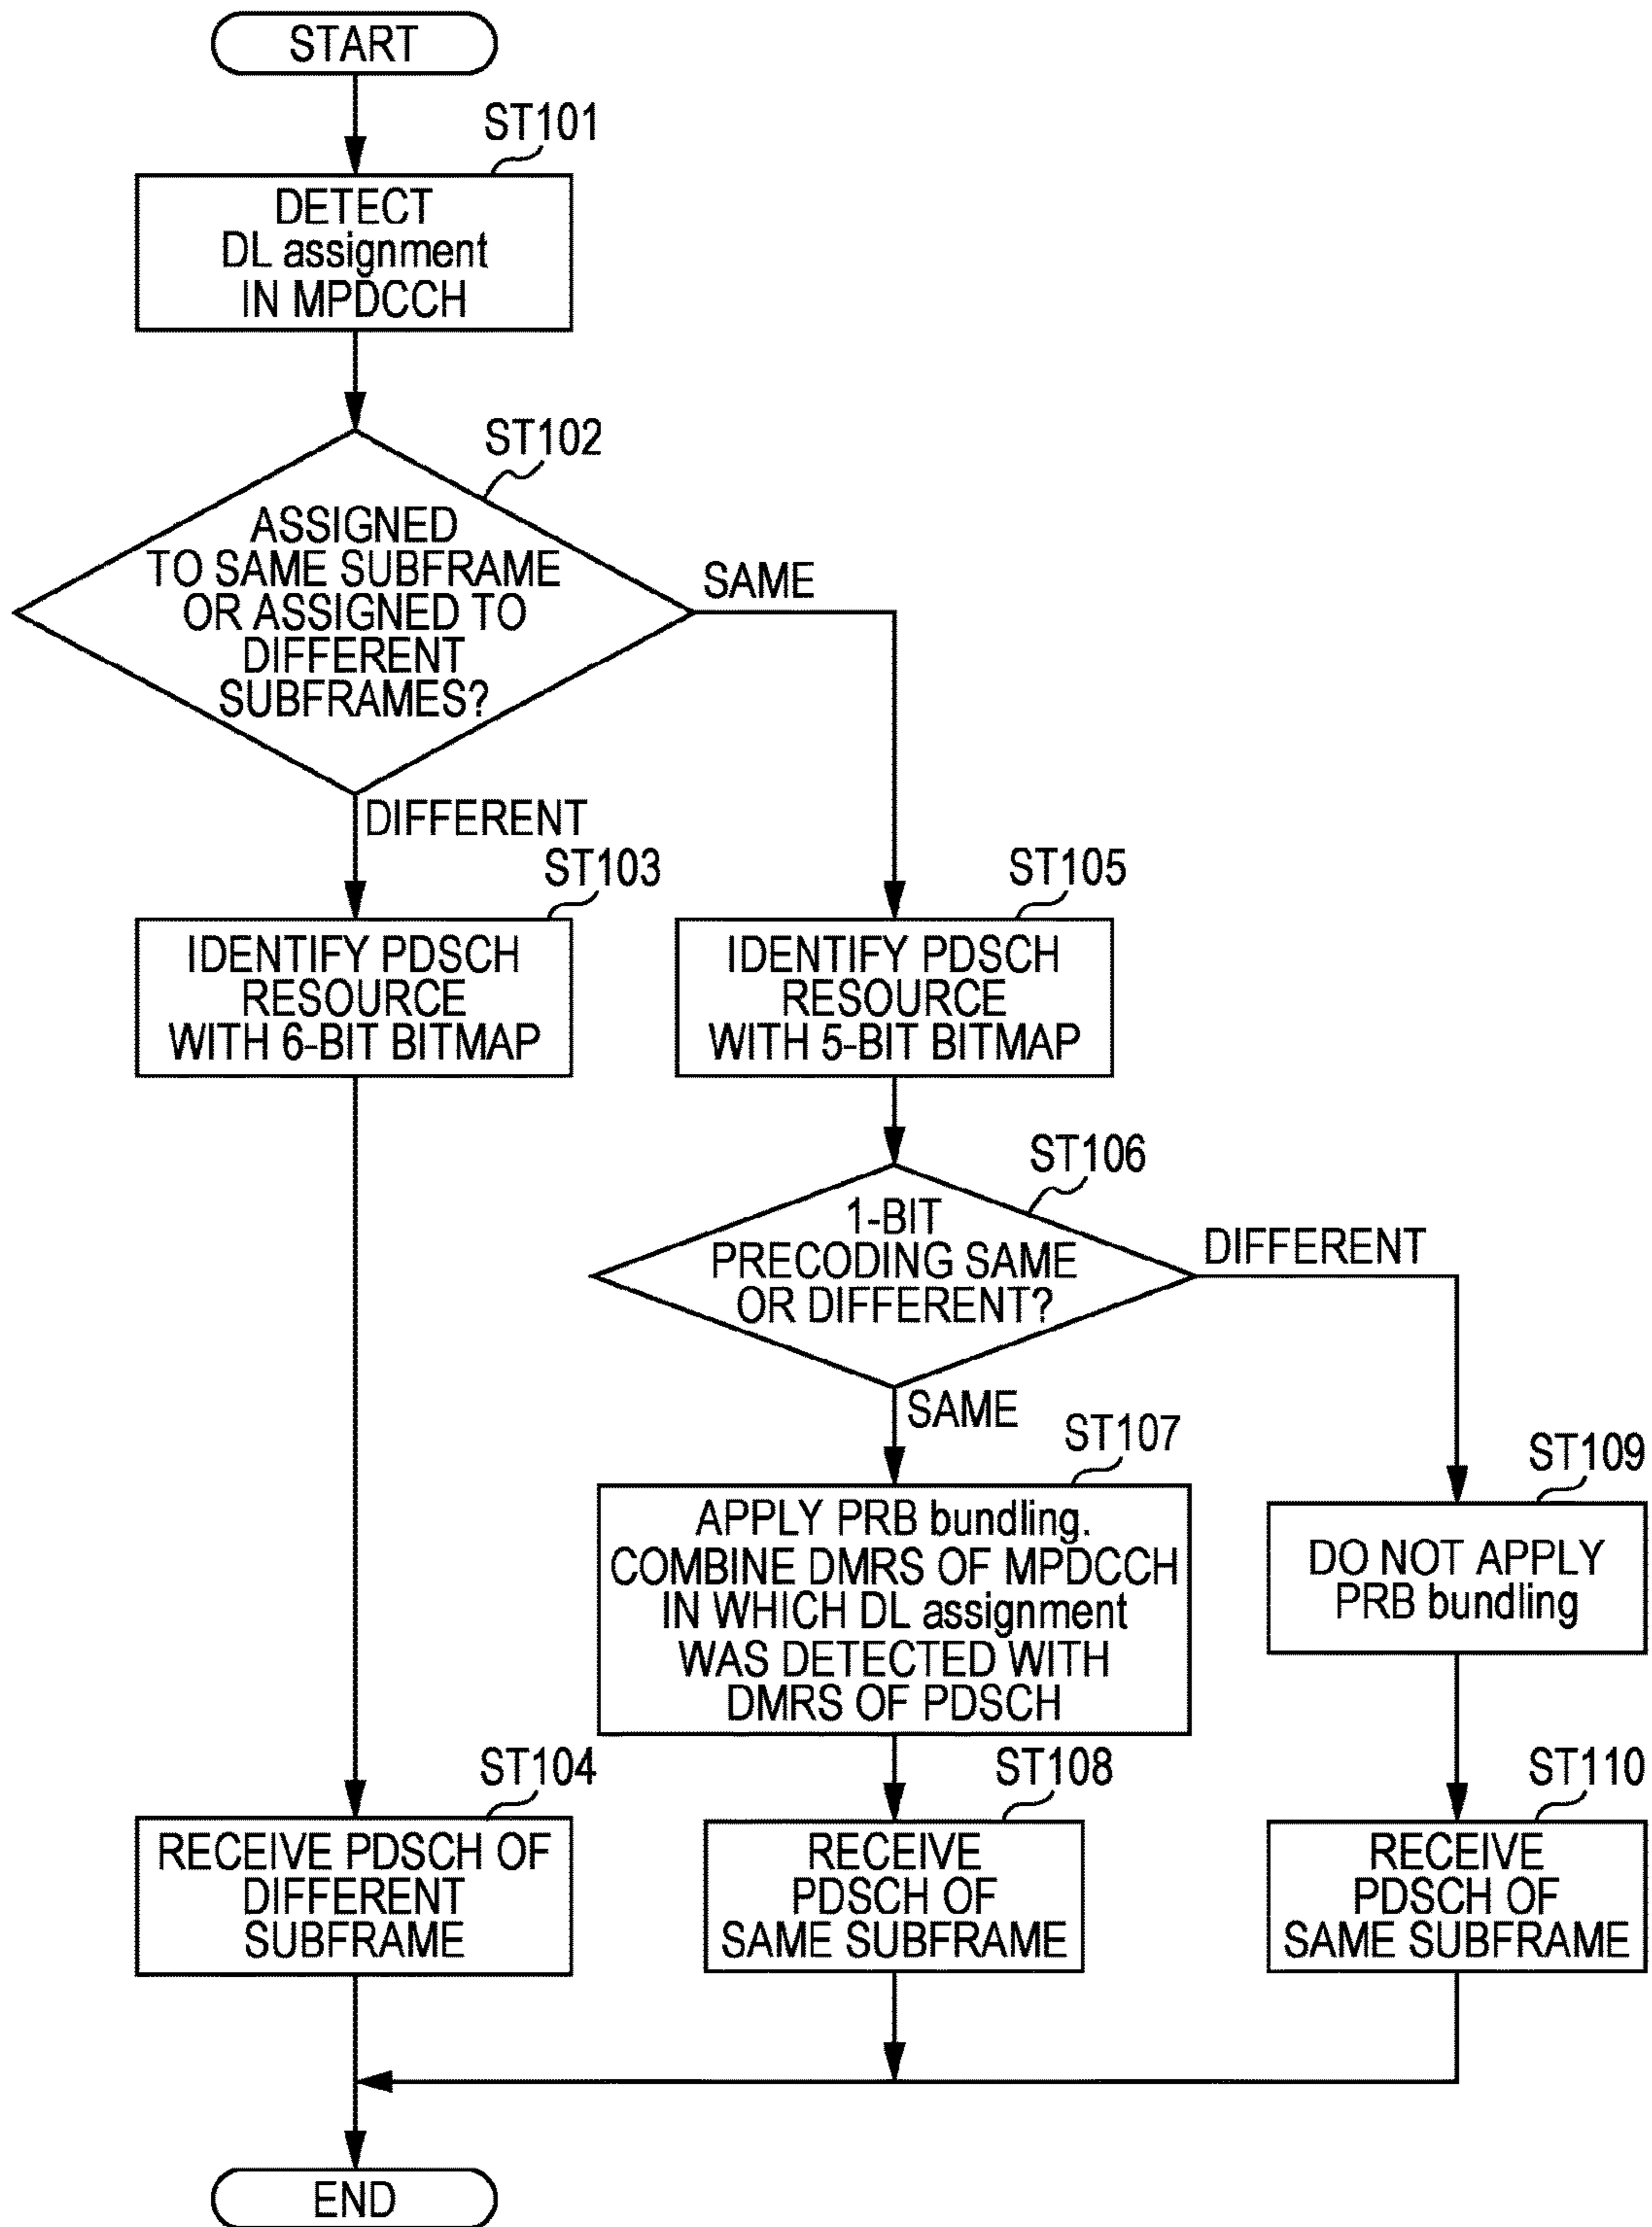 START
ST101
DETECT
DL assignment
IN MPDCCH
ST102
ASSIGNED
TO SAME SUBFRAME
OR ASSIGNED TO
DIFFERENT
SUBFRAMES?
SAME
DIFFERENT
ST103
IDENTIFY PDSCH
RESOURCE
WITH 6-BIT BITMAP
ST105
IDENTIFY PDSCH
RESOURCE
WITH 5-BIT BITMAP
ST106
1-BIT
PRECODING SAME
OR DIFFERENT?
DIFFERENT
SAME
ST107
APPLY PRB bundling.
COMBINE DMRS OF MPDCCH
IN WHICH DL assignment
WAS DETECTED WITH
DMRS OF PDSCH
ST109
DO NOT APPLY
PRB bundling
ST104
RECEIVE PDSCH OF
DIFFERENT
SUBFRAME
ST108
RECEIVE
PDSCH OF
SAME SUBFRAME
ST110
RECEIVE
PDSCH OF
SAME SUBFRAME
END